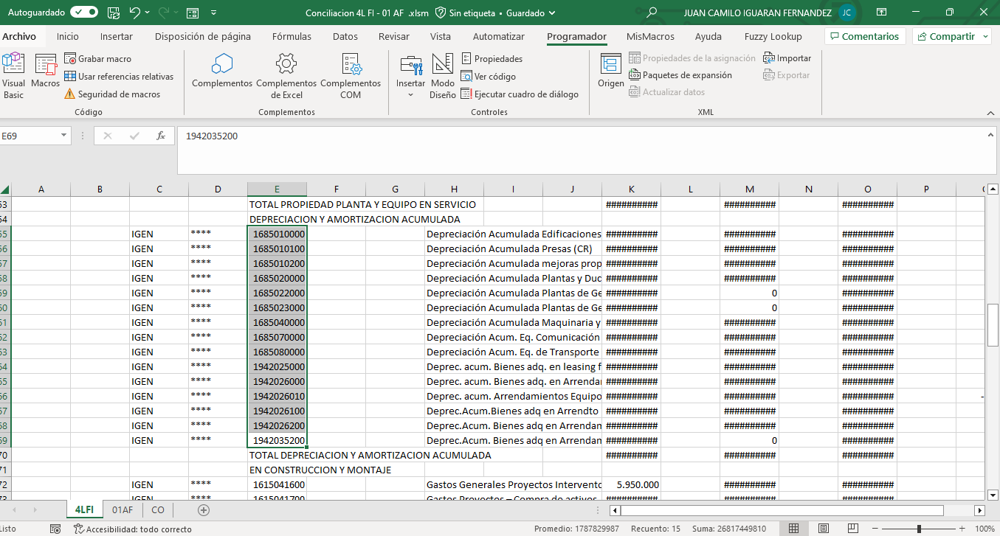 Autoguardado Conciliacion 4L FI - 01 AF .xlsm Sin etiqueta • Guardado JUAN CAMILO IGUARAN FERNANDEZ JC
Archivo Inicio Insertar Disposición de página Fórmulas Datos Revisar Vista Automatizar Programador MisMacros Ayuda Fuzzy Lookup Comentarios Compartir
Visual Basic
Macros
Grabar macro
Usar referencias relativas
Seguridad de macros
Código
Complementos
Complementos de Excel
Complementos COM
Complementos
Insertar
Modo Diseño
Propiedades
Ver código
Ejecutar cuadro de diálogo
Controles
Origen
Propiedades de la asignación
Paquetes de expansión
Actualizar datos
Importar
Exportar
XML
E69 fx 1942035200
A B C D E F G H I J K L M N O P
53 TOTAL PROPIEDAD PLANTA Y EQUIPO EN SERVICIO ########## ########## ##########
54 DEPRECIACION Y AMORTIZACION ACUMULADA
55 IGEN **** 1685010000 Depreciación Acumulada Edificaciones ########## ########## ##########
56 IGEN **** 1685010100 Depreciación Acumulada Presas (CR) ########## ########## ##########
57 IGEN **** 1685010200 Depreciación Acumulada mejoras prop ########## ########## ##########
58 IGEN **** 1685020000 Depreciación Acumulada Plantas y Duc ########## ########## ##########
59 IGEN **** 1685022000 Depreciación Acumulada Plantas de Ge ########## 0 ##########
60 IGEN **** 1685023000 Depreciación Acumulada Plantas de Ge ########## 0 ##########
61 IGEN **** 1685040000 Depreciación Acumulada Maquinaria y ########## ########## ##########
62 IGEN **** 1685070000 Depreciación Acum. Eq. Comunicación ########## ########## ##########
63 IGEN **** 1685080000 Depreciación Acum. Eq. de Transporte ########## ########## ##########
64 IGEN **** 1942025000 Deprec. acum. Bienes adq. en leasing f ########## ########## ##########
65 IGEN **** 1942026000 Deprec. acum. Bienes adq. en Arrendar ########## ########## ##########
66 IGEN **** 1942026010 Deprec. acum. Arrendamientos Equipo ########## ########## ########## -
67 IGEN **** 1942026100 Deprec.Acum.Bienes adq en Arrendto ########## ########## ##########
68 IGEN **** 1942026200 Deprec.Acum. Bienes adq en Arrendam ########## ########## ##########
69 IGEN **** 1942035200 Deprec.Acum. Bienes adq en Arrendam ########## 0 ##########
70 TOTAL DEPRECIACION Y AMORTIZACION ACUMULADA ########## ########## ##########
71 EN CONSTRUCCION Y MONTAJE
72 IGEN **** 1615041600 Gastos Generales Proyectos Interventc 5.950.000 ########## ##########
73 IGEN **** 1615041700 Gastos Proyectos – Compra de activos ########## ########## ##########
4LFI 01AF CO
Listo Accesibilidad: todo correcto Promedio: 1787829987 Recuento: 15 Suma: 26817449810 100%